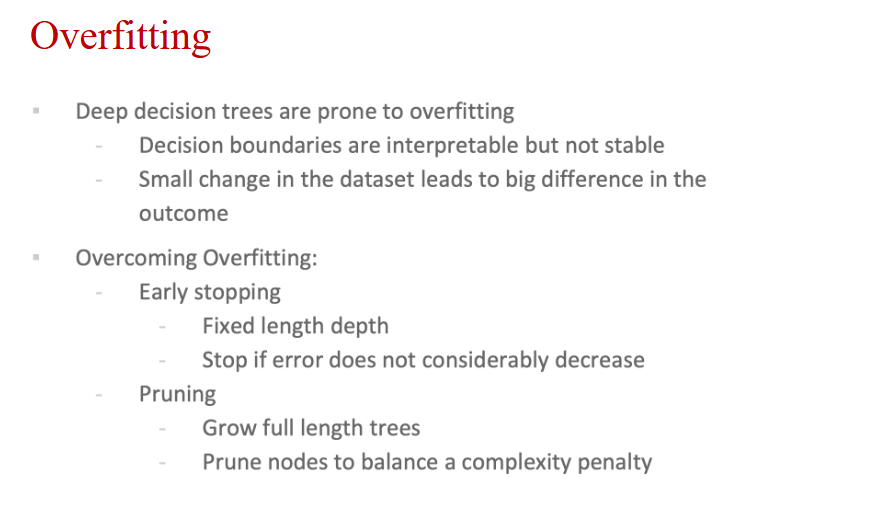 Overfitting
▪ Deep decision trees are prone to overfitting
- Decision boundaries are interpretable but not stable
- Small change in the dataset leads to big difference in the
outcome
▪ Overcoming Overfitting:
- Early stopping
- Fixed length depth
- Stop if error does not considerably decrease
- Pruning
- Grow full length trees
- Prune nodes to balance a complexity penalty